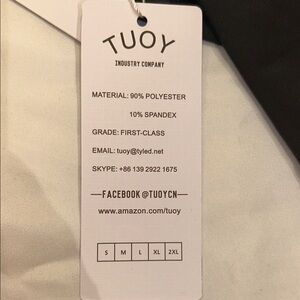 TUOY
INDUSTRY COMPANY
MATERIAL: 90% POLYESTER
10% SPANDEX
GRADE: FIRST-CLASS
EMAIL: tuoy@tyled.net
SKYPE: +86 139 2922 1675
FACEBOOK @TUOYCN
www.amazon.com/tuoy
S M L XL 2XL